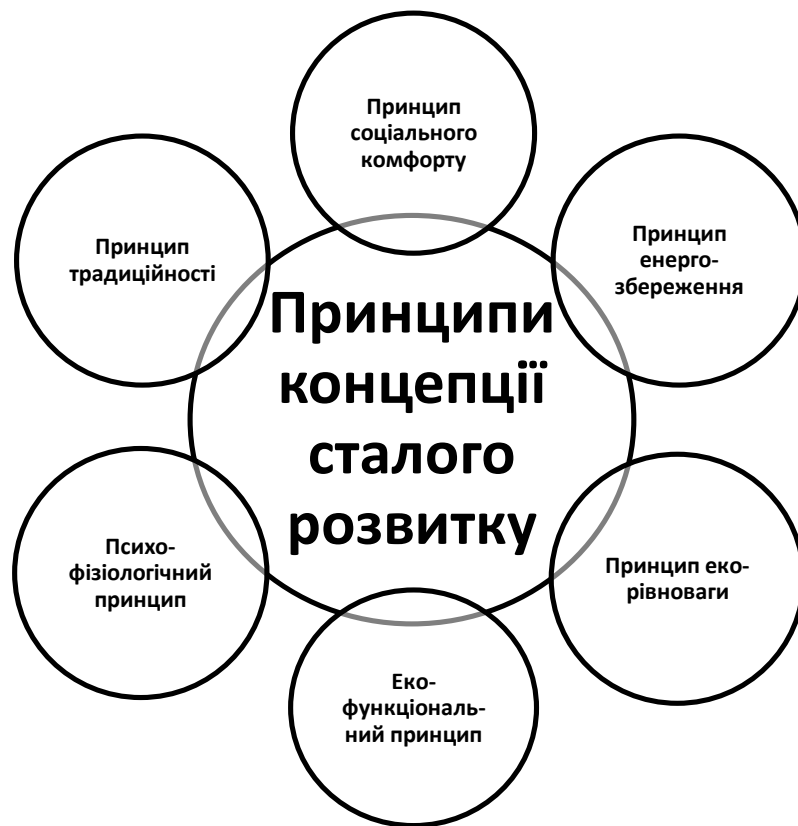 Принцип
соціального
комфорту
Принцип
традиційності
Принцип
енерго-
збереження
Принципи
концепції
сталого
розвитку
Психо-
фізіологічний
принцип
Принцип еко-
рівноваги
Еко-
функціональ-
ний принцип